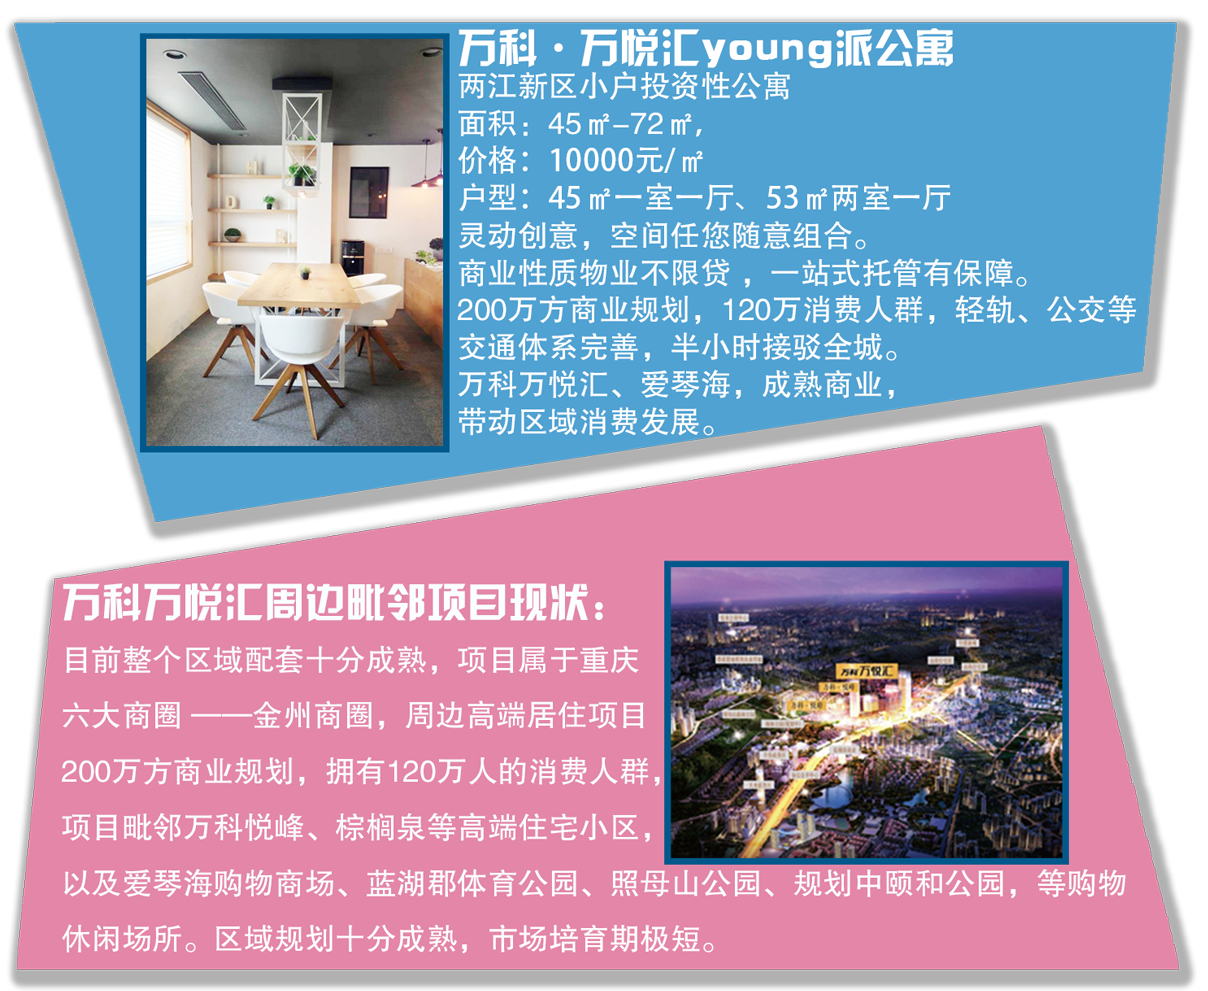 万科·万悦汇young派公寓
两江新区小户投资性公寓
面积：45㎡-72㎡,
价格：10000元/㎡
户型：45㎡一室一厅、53㎡两室一厅
灵动创意，空间任您随意组合。
商业性质物业不限贷 ，一站式托管有保障。
200万方商业规划，120万消费人群，轻轨、公交等
交通体系完善，半小时接驳全城。
万科万悦汇、爱琴海，成熟商业，
带动区域消费发展。
万科万悦汇周边毗邻项目现状：
目前整个区域配套十分成熟，项目属于重庆
六大商圈 ——金州商圈，周边高端居住项目
200万方商业规划，拥有120万人的消费人群，
项目毗邻万科悦峰、棕榈泉等高端住宅小区，
以及爱琴海购物商场、蓝湖郡体育公园、照母山公园、规划中颐和公园，等购物
休闲场所。区域规划十分成熟，市场培育期极短。
万科 万悦汇
万科·悦峰